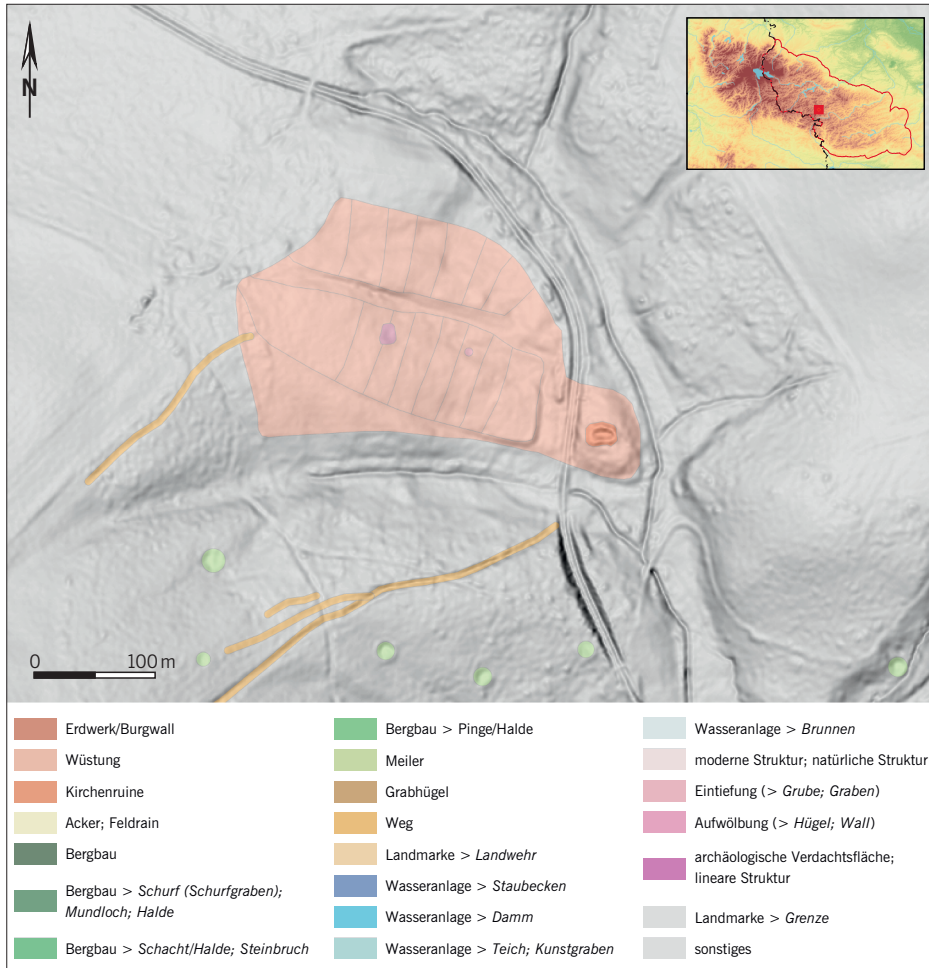 N
0 100 m
Erdwerk/Burgwall
Wüstung
Kirchenruine
Acker; Feldrain
Bergbau
Bergbau > Schurf (Schurfgraben);
Mundloch; Halde
Bergbau > Schacht/Halde; Steinbruch
Bergbau > Pinge/Halde
Meiler
Grabhügel
Weg
Landmarke > Landwehr
Wasseranlage > Staubecken
Wasseranlage > Damm
Wasseranlage > Teich; Kunstgraben
Wasseranlage > Brunnen
moderne Struktur; natürliche Struktur
Eintiefung (> Grube; Graben)
Aufwölbung (> Hügel; Wall)
archäologische Verdachtsfläche;
lineare Struktur
Landmarke > Grenze
sonstiges